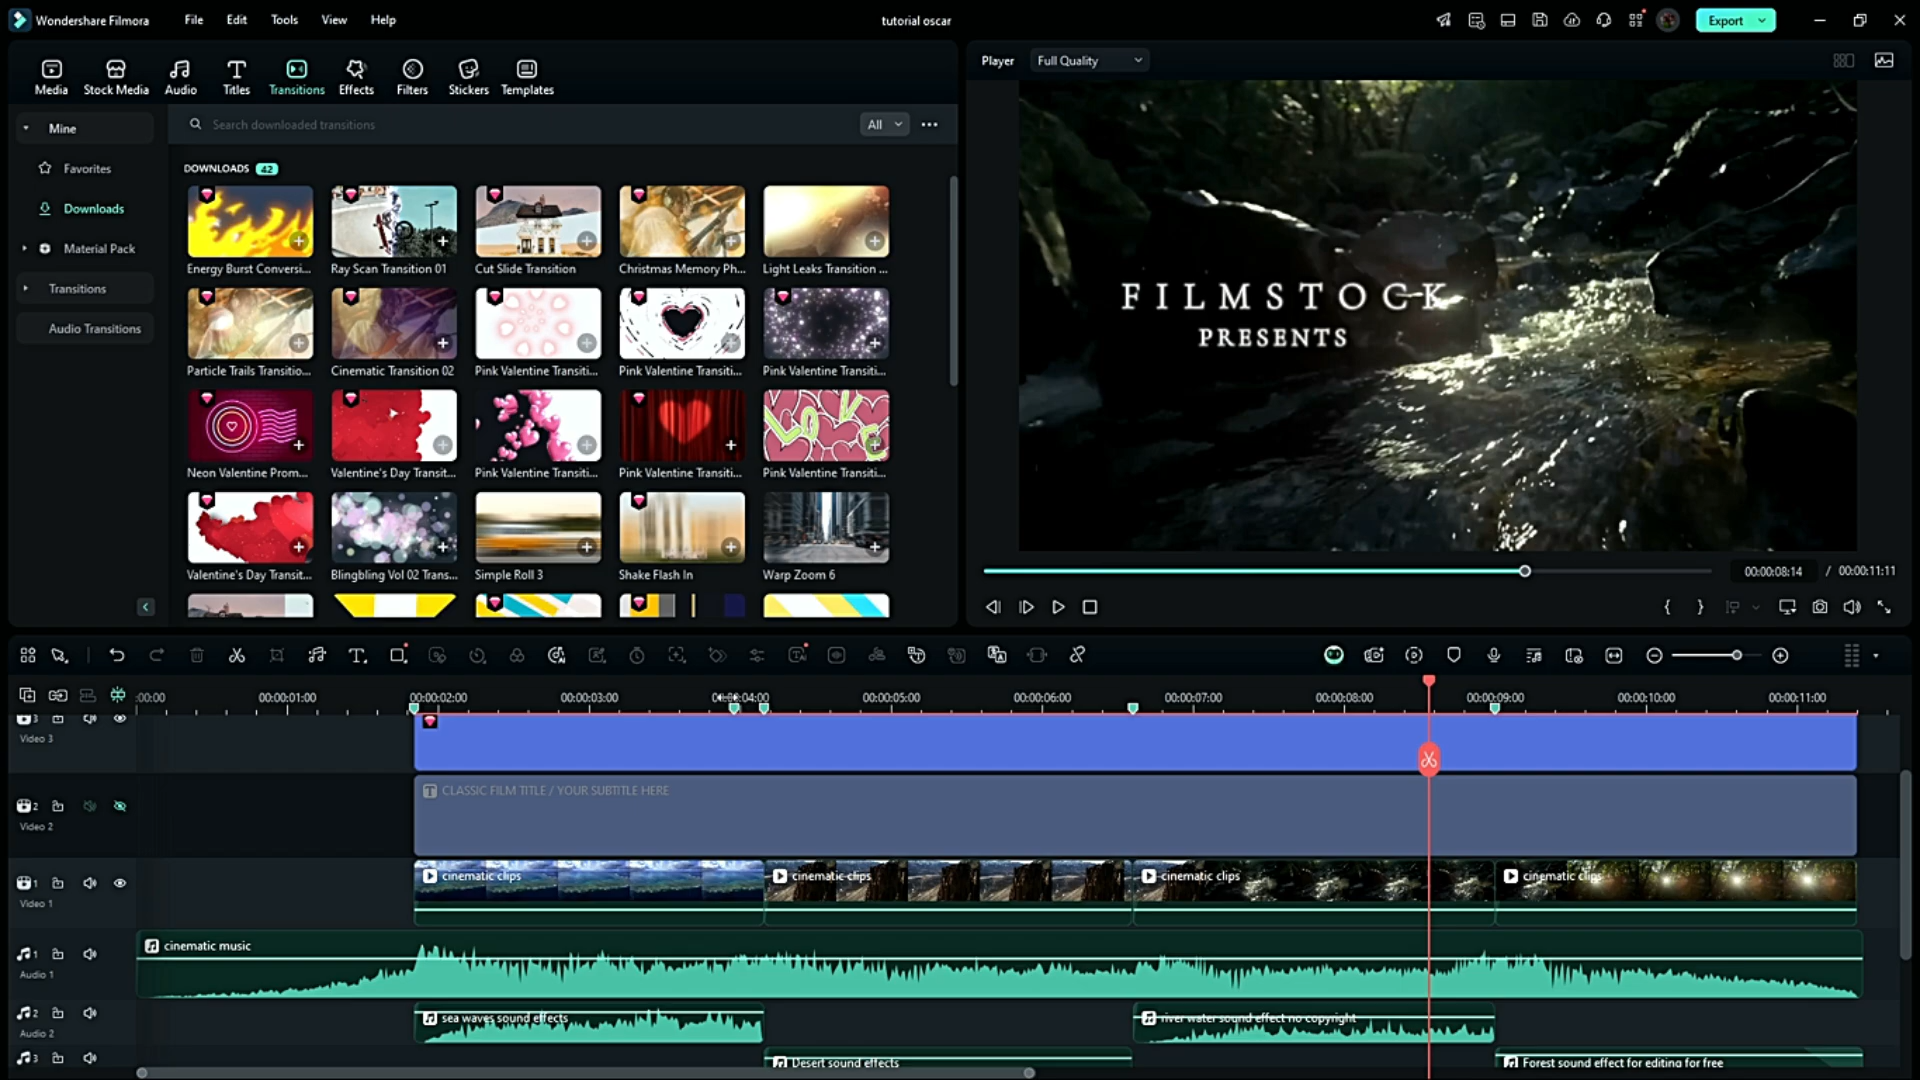 Wondershare Filmora
File
Edit
Tools
View
Help
tutorial oscar
Export
Media
Stock Media
Audio
Titles
Transitions
Effects
Filters
Stickers
Templates
Player
Full Quality
Mine
Favorites
Downloads
Material Pack
Transitions
Audio Transitions
Search downloaded transitions
All
DOWNLOADS 42
Energy Burst Conversi...
Ray Scan Transition 01
Cut Slide Transition
Christmas Memory Ph...
Light Leaks Transition ...
Particle Trails Transitio...
Cinematic Transition 02
Pink Valentine Transiti...
Pink Valentine Transiti...
Pink Valentine Transiti...
Neon Valentine Prom...
Valentine's Day Transit...
Pink Valentine Transiti...
Pink Valentine Transiti...
Pink Valentine Transiti...
Valentine's Day Transit...
Blingbling Vol 02 Trans...
Simple Roll 3
Shake Flash In
Warp Zoom 6
FILMSTOCK
PRESENTS
00:00:08:14 / 00:00:11:11
:00:00
00:00:01:00
00:00:02:00
00:00:03:00
00:00:04:00
00:00:05:00
00:00:06:00
00:00:07:00
00:00:08:00
00:00:09:00
00:00:10:00
00:00:11:00
3
Video 3
2
Video 2
CLASSIC FILM TITLE / YOUR SUBTITLE HERE
1
Video 1
cinematic clips
cinematic clips
cinematic clips
cinematic clips
1
Audio 1
cinematic music
2
Audio 2
sea waves sound effects
river water sound effect no copyright
3
Desert sound effects
Forest sound effect for editing for free